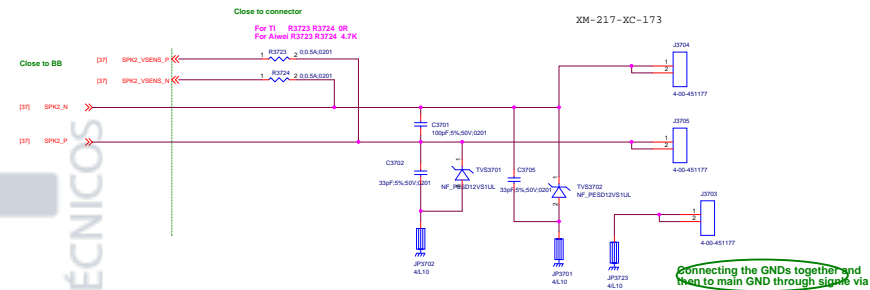 Close to connector
XM-217-XC-173
For TI R3723 R3724 0R
For Aiwei R3723 R3724 4,7K
J3704
R3723
[37] SPK2_VSENS_P 1 2 0;0.5A;0201
1
2
Close to BB
R3724
[37] SPK2_VSENS_N 1 2 0;0.5A;0201
4-00-451177
[37] SPK2_N
C3701
100pF;5%;50V;0201
J3705
[37] SPK2_P
1
2
C3702
33pF;5%;50V;0201
1
TVS3701
NF_PESD12VS1UL
2
C3705
33pF;5%;50V;0201
1
TVS3702
NF_PESD12VS1UL
2
4-00-451177
J3703
1
2
4-00-451177
JP3702
4/L10
JP3701
4/L10
JP3723
4/L10
Connecting the GNDs together and
then to main GND through signle via
ÉCNICOS